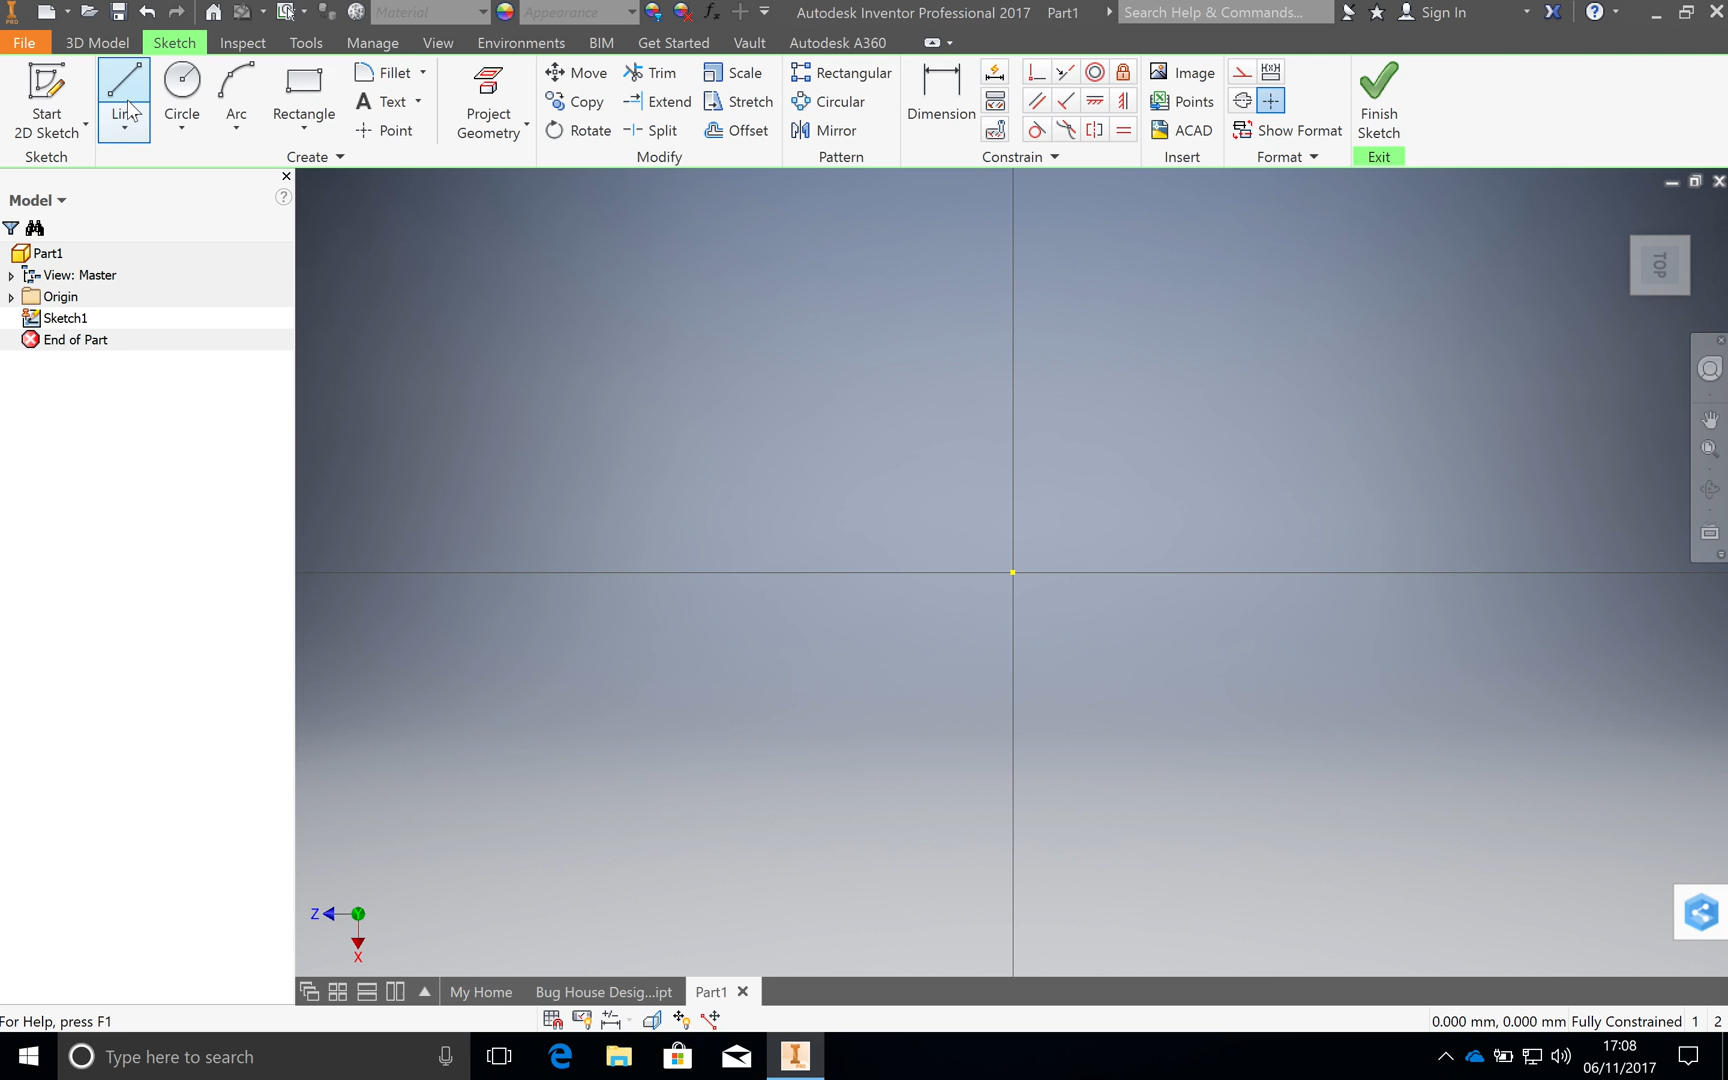 PRO Material Appearance fx Autodesk Inventor Professional 2017 Part1 Search Help & Commands... Sign In
File 3D Model Sketch Inspect Tools Manage View Environments BIM Get Started Vault Autodesk A360
Start 2D Sketch
Line
Circle
Arc
Rectangle
Fillet
Text
Point
Project Geometry
Move Trim Scale
Copy Extend Stretch
Rotate Split Offset
Rectangular
Circular
Mirror
Dimension
Image
Points
ACAD
Show Format
Finish Sketch
Sketch Create Modify Pattern Constrain Insert Format Exit
Model
Part1
View: Master
Origin
Sketch1
End of Part
TOP
Z
Y
X
My Home Bug House Desig...ipt Part1
For Help, press F1
0.000 mm, 0.000 mm Fully Constrained 1 2
Type here to search
17:08
06/11/2017